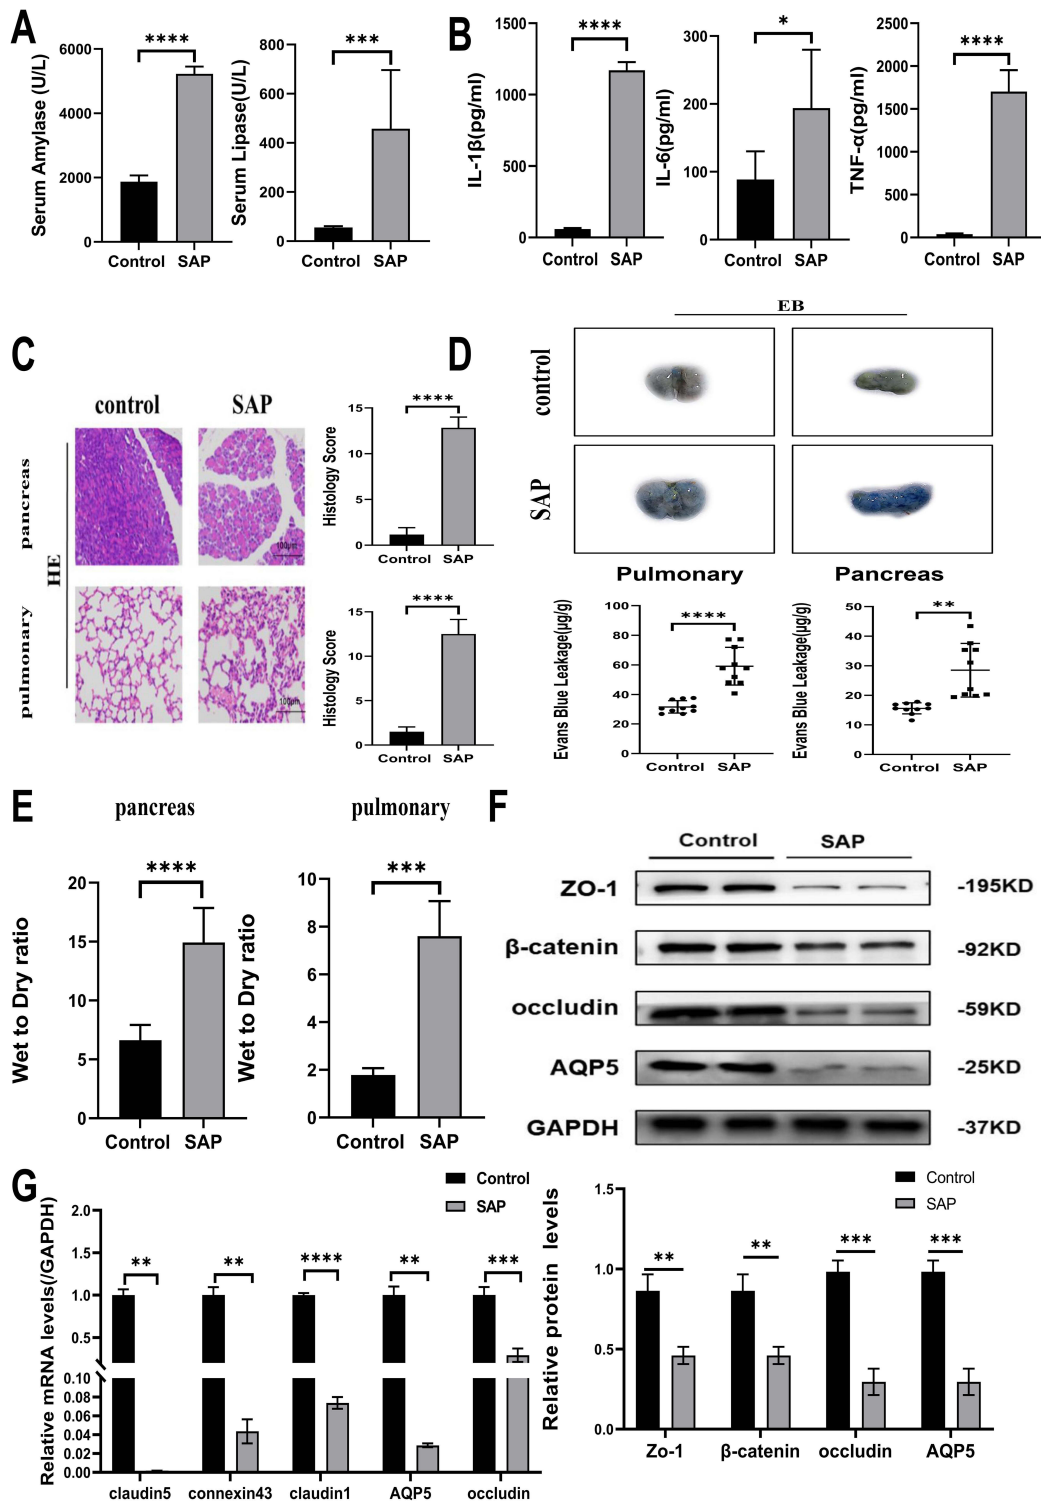 A
Serum Amylase (U/L)
6000
4000
2000
0
****
Control SAP
Serum Lipase(U/L)
800
600
400
200
0
***
Control SAP
B
IL-1β(pg/ml)
1500
1000
500
0
****
Control SAP
IL-6(pg/ml)
300
200
100
0
*
Control SAP
TNF-α(pg/ml)
2500
2000
1500
1000
500
0
****
Control SAP
C
control SAP
HE
pancreas
100μm
pulmonary
100μm
Histology Score
15
10
5
0
****
Control SAP
Histology Score
15
10
5
0
****
Control SAP
D
EB
control
SAP
Pulmonary Pancreas
Evans Blue Leakage(μg/g)
100
80
60
40
20
0
****
Control SAP
Evans Blue Leakage(μg/g)
50
40
30
20
10
0
**
Control SAP
E
pancreas
Wet to Dry ratio
20
15
10
5
0
****
Control SAP
pulmonary
Wet to Dry ratio
10
8
6
4
2
0
***
Control SAP
F
Control SAP
ZO-1 -195KD
β-catenin -92KD
occludin -59KD
AQP5 -25KD
GAPDH -37KD
Relative protein levels
1.5
1.0
0.5
0.0
Control
SAP
** ** *** ***
Zo-1 β-catenin occludin AQP5
G
Relative mRNA levels(/GAPDH)
2.0
1.5
1.0
0.5
0.10
0.08
0.06
0.04
0.02
0.00
Control
SAP
** ** **** ** ***
claudin5 connexin43 claudin1 AQP5 occludin